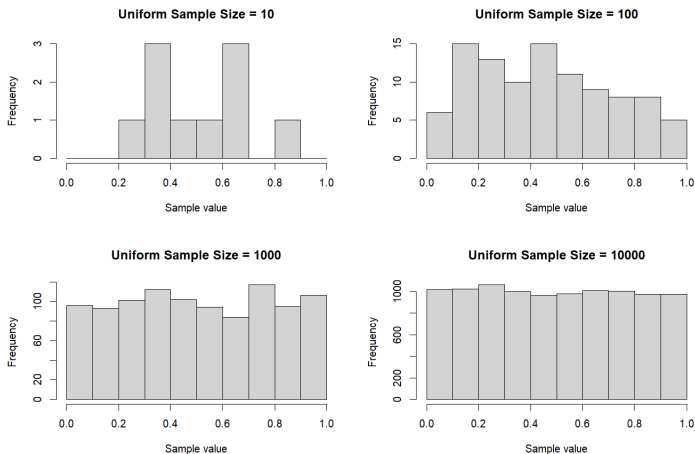 Uniform Sample Size = 10
Frequency
3
1
0
0.0 0.2 0.4 0.6 0.8 1.0
Sample value
Uniform Sample Size = 100
Frequency
15
10
5
0
0.0 0.2 0.4 0.6 0.8 1.0
Sample value
Uniform Sample Size = 1000
Frequency
100
60
20
0
0.0 0.2 0.4 0.6 0.8 1.0
Sample value
Uniform Sample Size = 10000
Frequency
1000
600
200
0
0.0 0.2 0.4 0.6 0.8 1.0
Sample value